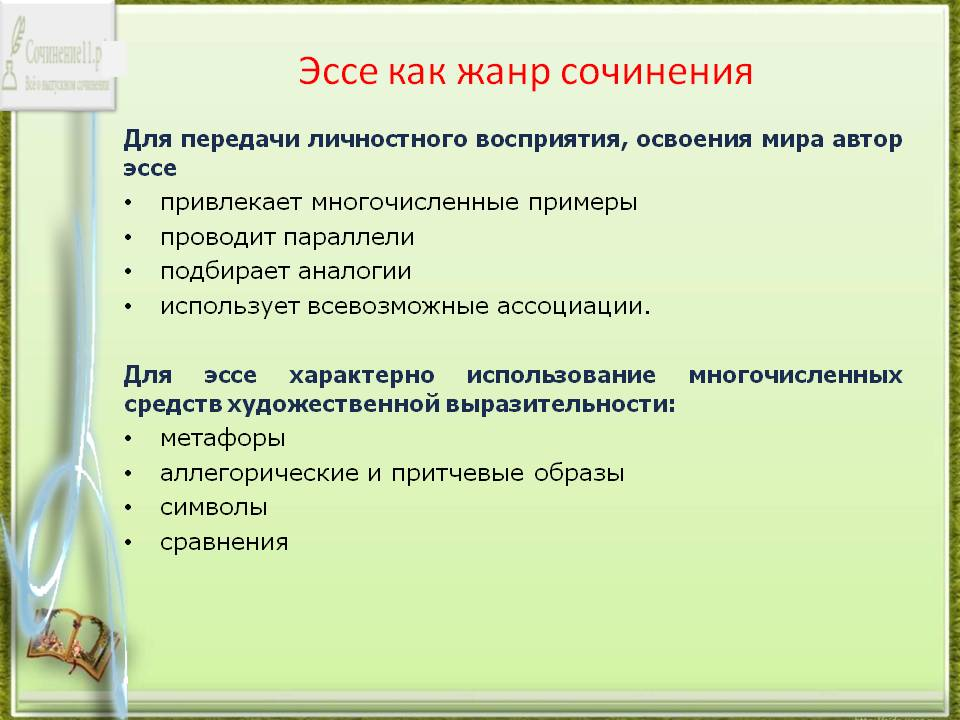 Сочинение11.р
Всё о выпускном сочинении
Эссе как жанр сочинения
Для передачи личностного восприятия, освоения мира автор
эссе
• привлекает многочисленные примеры
• проводит параллели
• подбирает аналогии
• использует всевозможные ассоциации.
Для эссе характерно использование многочисленных
средств художественной выразительности:
• метафоры
• аллегорические и притчевые образы
• символы
• сравнения